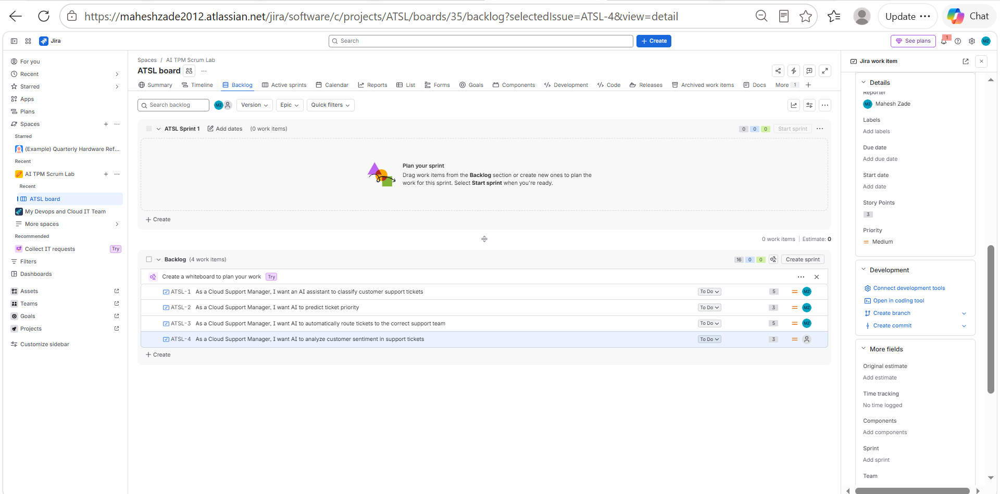 https://maheshzade2012.atlassian.net/jira/software/c/projects/ATSL/boards/35/backlog?selectedIssue=ATSL-4&view=detail
Update
Chat
Jira
Search
+ Create
See plans
1
MZ
For you
Recent
Starred
Apps
Plans
Spaces
Starred
(Example) Quarterly Hardware Ref...
Recent
AI TPM Scrum Lab
Recent
ATSL board
My Devops and Cloud IT Team
More spaces
Recommended
Collect IT requests Try
Filters
Dashboards
Assets
Teams
Goals
Projects
Customize sidebar
Spaces / AI TPM Scrum Lab
ATSL board
Summary Timeline Backlog Active sprints Calendar Reports List Forms Goals Components Development Code Releases Archived work items Docs More 1
Search backlog MZ Version Epic Quick filters
ATSL Sprint 1 Add dates (0 work items) 0 0 0 Start sprint
Plan your sprint
Drag work items from the Backlog section or create new ones to plan the
work for this sprint. Select Start sprint when you're ready.
+ Create
0 work items Estimate: 0
Backlog (4 work items) 16 0 0 Create sprint
Create a whiteboard to plan your work Try
ATSL-1 As a Cloud Support Manager, I want an AI assistant to classify customer support tickets To Do 5 MZ
ATSL-2 As a Cloud Support Manager, I want AI to predict ticket priority To Do 3 MZ
ATSL-3 As a Cloud Support Manager, I want AI to automatically route tickets to the correct support team To Do 5 MZ
ATSL-4 As a Cloud Support Manager, I want AI to analyze customer sentiment in support tickets To Do 3
+ Create
Jira work item
Details
Reporter
MZ Mahesh Zade
Labels
Add labels
Due date
Add due date
Start date
Add date
Story Points
3
Priority
Medium
Development
Connect development tools
Open in coding tool
Create branch
Create commit
More fields
Original estimate
Add estimate
Time tracking
No time logged
Components
Add components
Sprint
Add sprint
Team